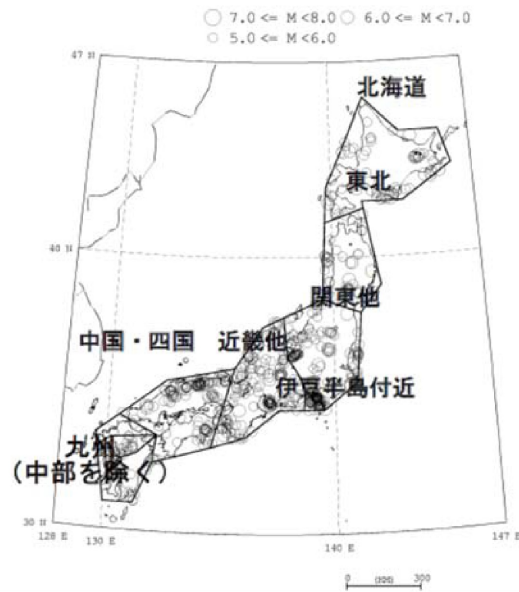 7.0 <= M <8.0 6.0 <= M <7.0
5.0 <= M <6.0
47 N
北海道
東北
40 N
関東他
中国・四国 近畿他
伊豆半島付近
九州
(中部を除く)
30 N
128 E 130 E 140 E 147 E
0 300